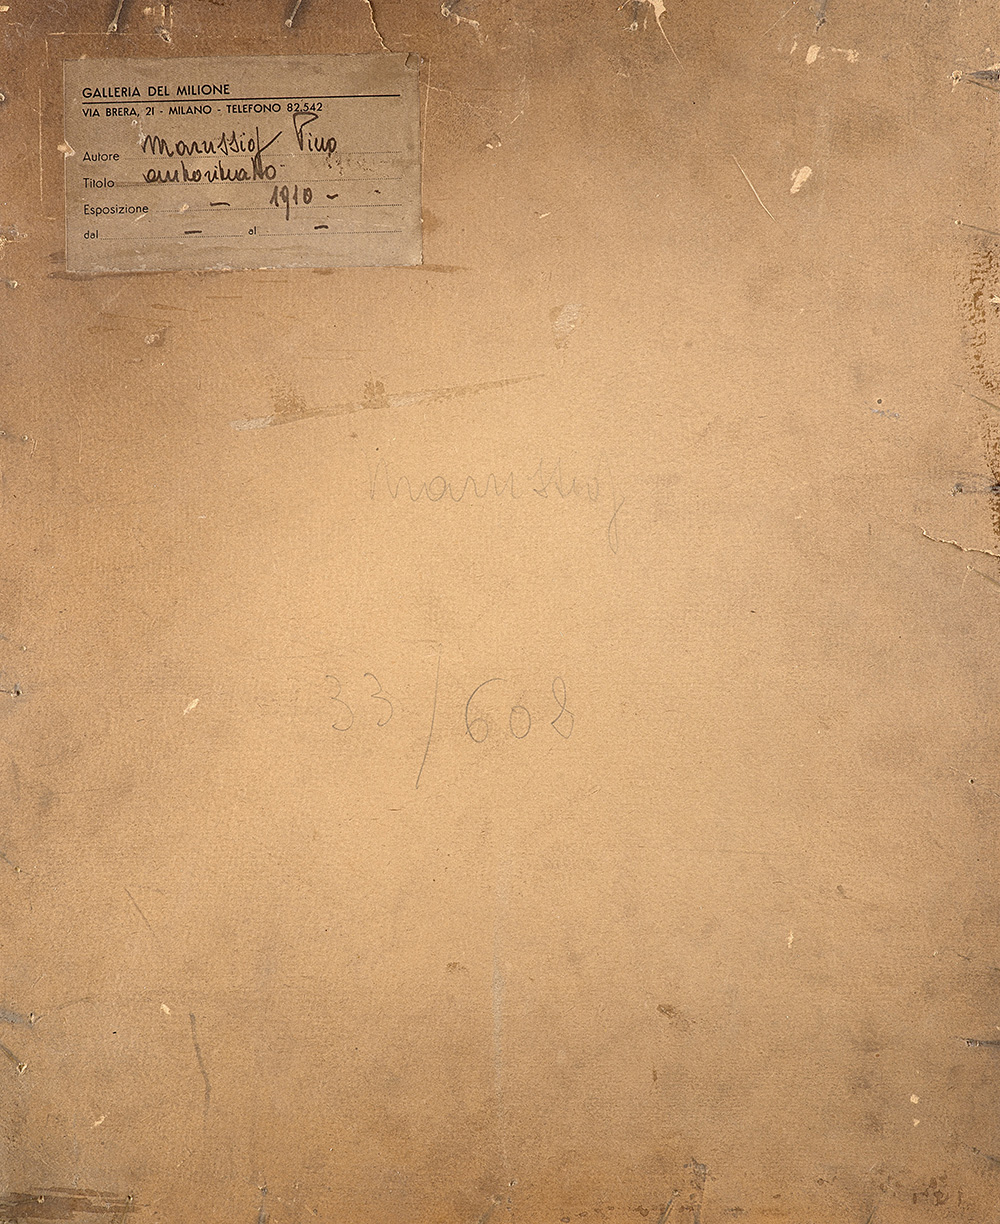 GALLERIA DEL MILIONE
VIA BRERA, 21 - MILANO - TELEFONO 82.542
Autore Marussig Pino
Titolo autoritratto
Esposizione – 1910 – -
dal – al –
Marussig
33/608